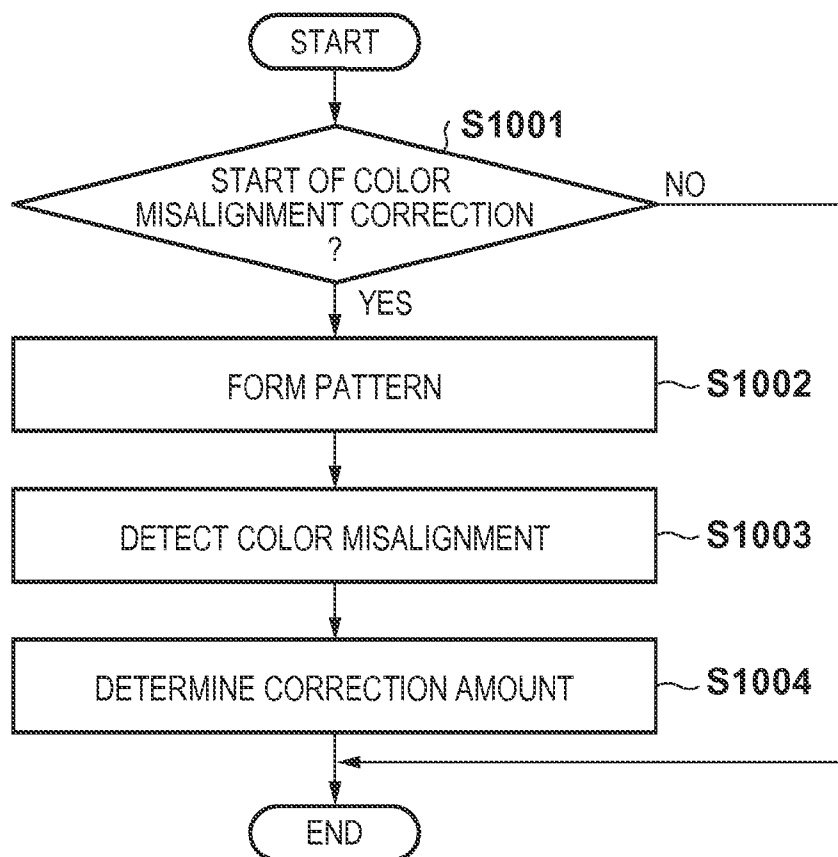 START
S1001
START OF COLOR
MISALIGNMENT CORRECTION
?
NO
YES
FORM PATTERN
S1002
DETECT COLOR MISALIGNMENT
S1003
DETERMINE CORRECTION AMOUNT
S1004
END